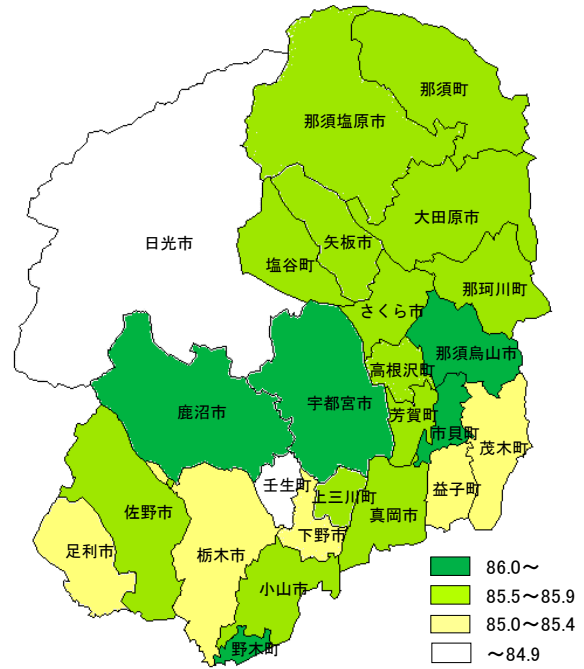 那須町
那須塩原市
大田原市
日光市
矢板市
塩谷町
那珂川町
さくら市
那須烏山市
高根沢町
鹿沼市
宇都宮市
芳賀町
市貝町
茂木町
壬生町
益子町
上三川町
佐野市
真岡市
下野市
足利市
栃木市
小山市
野木町
86.0～
85.5～85.9
85.0～85.4
～84.9